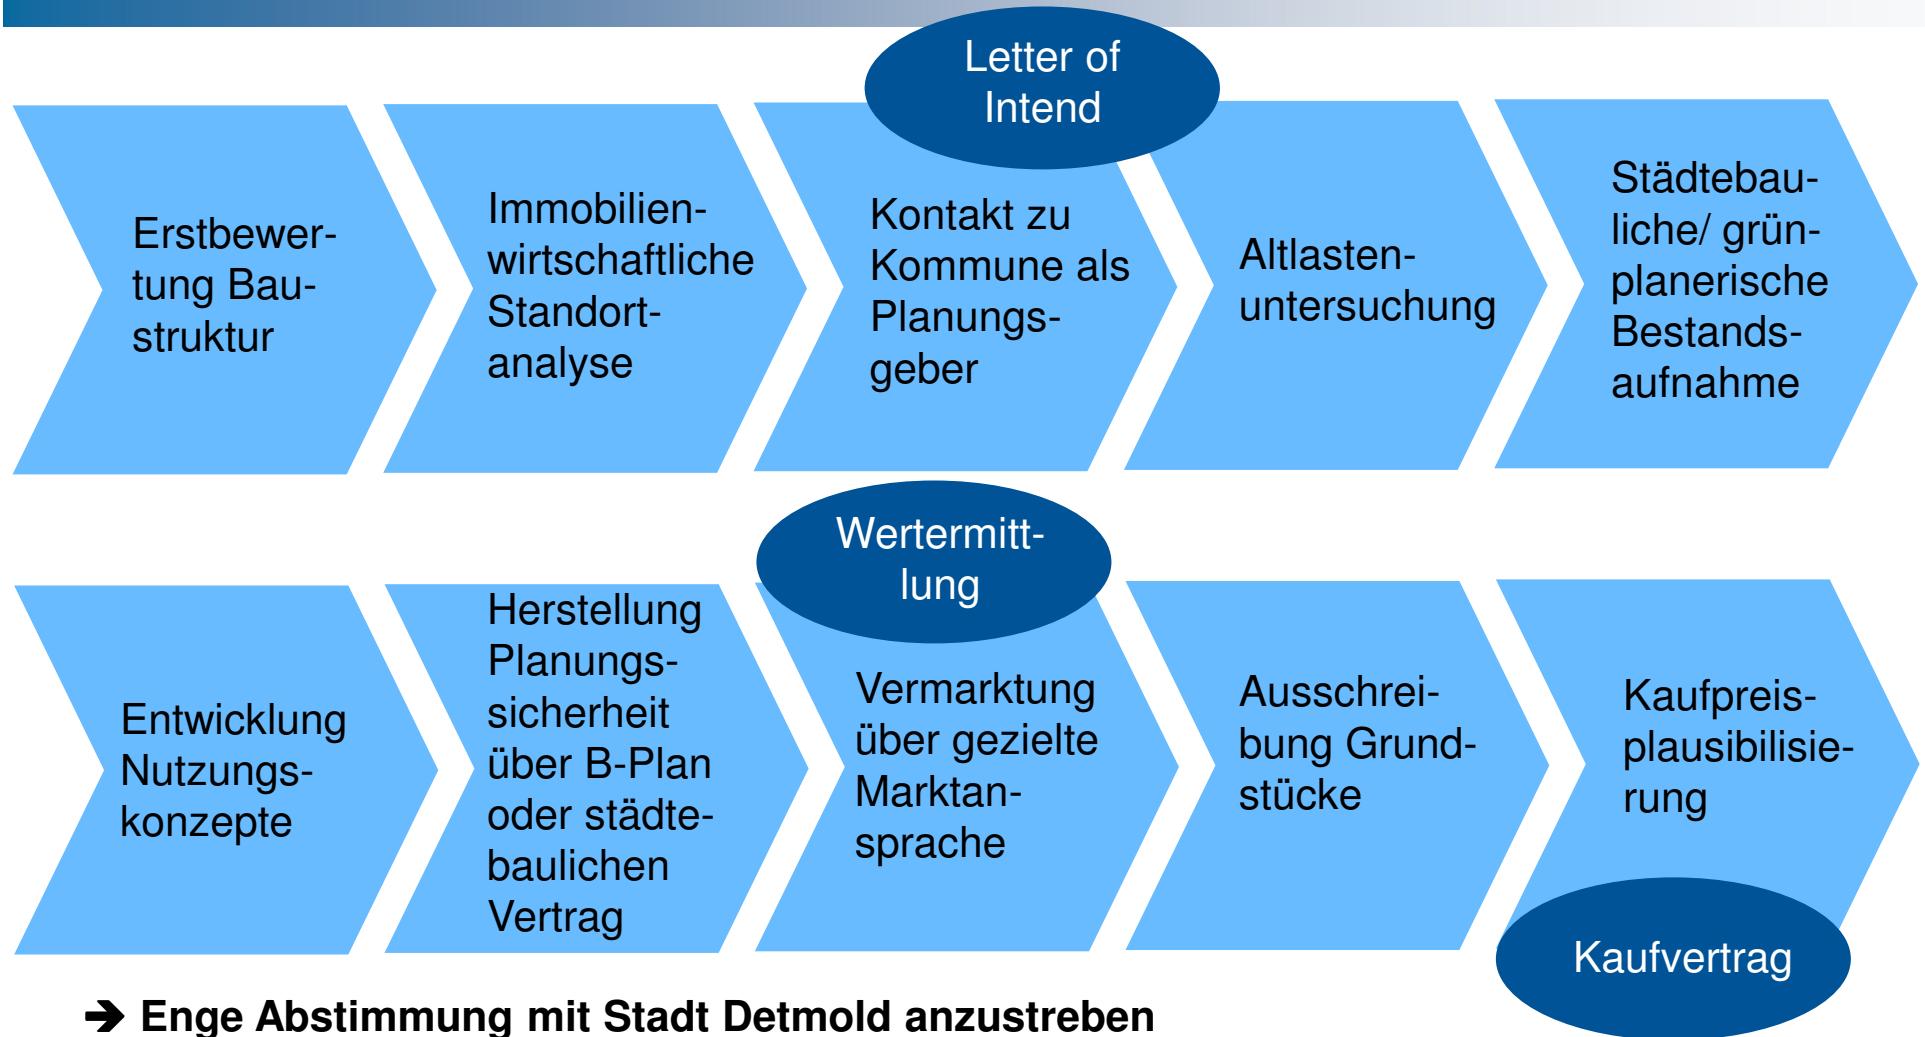 Letter of
Intend
Erstbewer-
tung Bau-
struktur
Immobilien-
wirtschaftliche
Standort-
analyse
Kontakt zu
Kommune als
Planungs-
geber
Altlasten-
untersuchung
Städtebau-
liche/ grün-
planerische
Bestands-
aufnahme
Wertermitt-
lung
Entwicklung
Nutzungs-
konzepte
Herstellung
Planungs-
sicherheit
über B-Plan
oder städte-
baulichen
Vertrag
Vermarktung
über gezielte
Marktan-
sprache
Ausschrei-
bung Grund-
stücke
Kaufpreis-
plausibilisie-
rung
Kaufvertrag
➔ Enge Abstimmung mit Stadt Detmold anzustreben